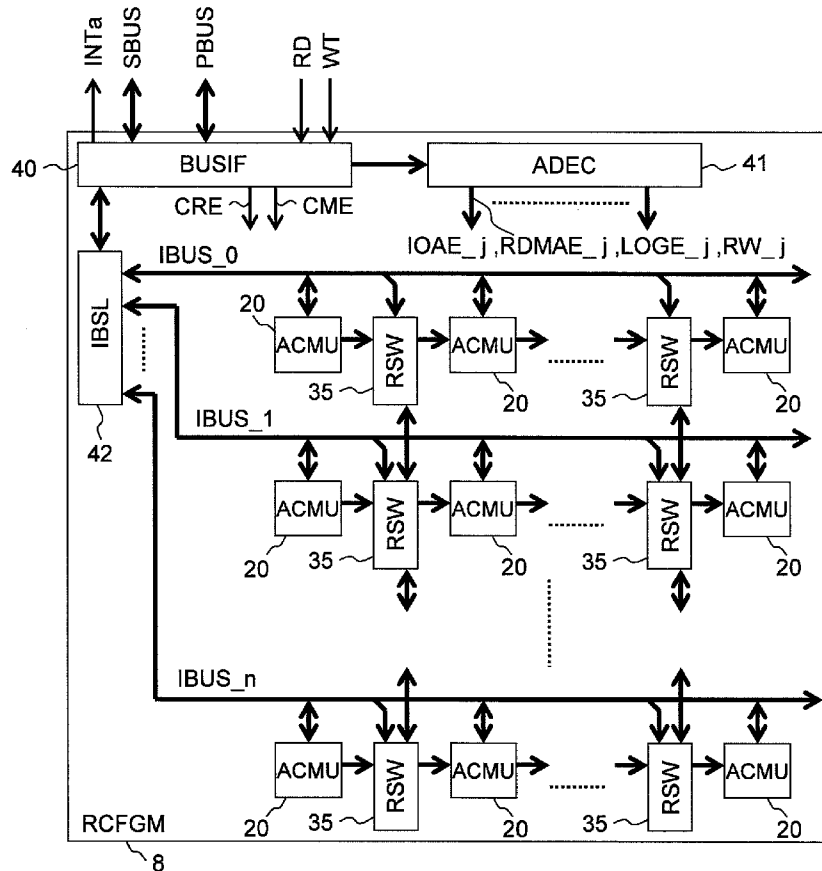 INTa SBUS PBUS RD WT
40 BUSIF ADEC 41
CRE CME
IOAE_j ,RDMAE_j ,LOGE_j ,RW_j
IBUS_0
IBSL
42
20 ACMU RSW ACMU RSW ACMU
35 20 35 20
IBUS_1
ACMU RSW ACMU RSW ACMU
20 35 20 35 20
IBUS_n
ACMU RSW ACMU RSW ACMU
20 35 20 35 20
RCFGM
8